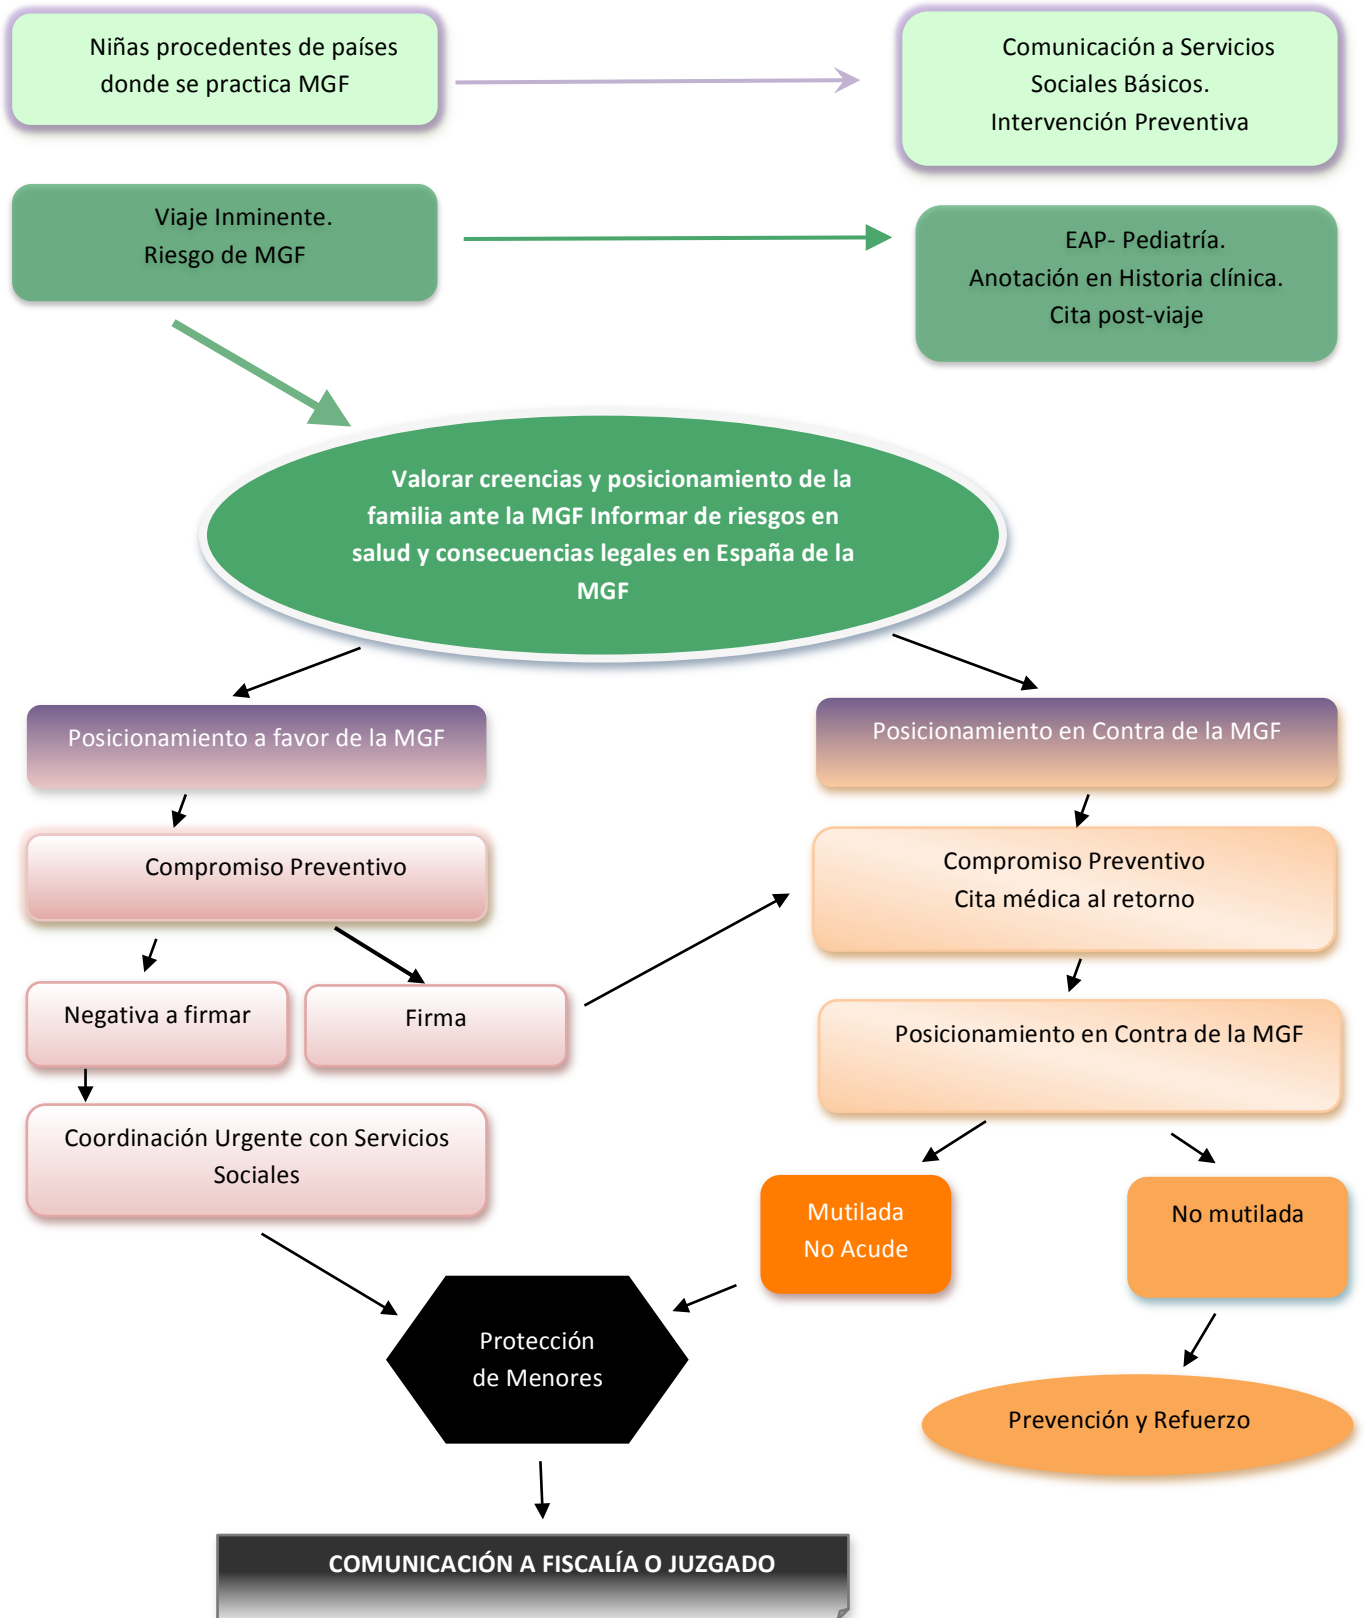 Niñas procedentes de países
donde se practica MGF
Comunicación a Servicios
Sociales Básicos.
Intervención Preventiva
Viaje Inminente.
Riesgo de MGF
EAP- Pediatría.
Anotación en Historia clínica.
Cita post-viaje
Valorar creencias y posicionamiento de la
familia ante la MGF Informar de riesgos en
salud y consecuencias legales en España de la
MGF
Posicionamiento a favor de la MGF
Posicionamiento en Contra de la MGF
Compromiso Preventivo
Compromiso Preventivo
Cita médica al retorno
Negativa a firmar
Firma
Posicionamiento en Contra de la MGF
Coordinación Urgente con Servicios
Sociales
Mutilada
No Acude
No mutilada
Protección
de Menores
Prevención y Refuerzo
COMUNICACIÓN A FISCALÍA O JUZGADO